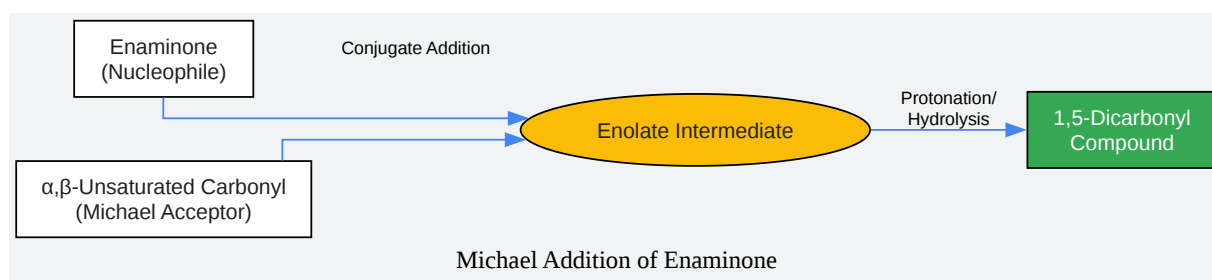 Enaminone
(Nucleophile)
Conjugate Addition
α,β-Unsaturated Carbonyl
(Michael Acceptor)
Enolate Intermediate
Protonation/
Hydrolysis
1,5-Dicarbonyl
Compound
Michael Addition of Enaminone